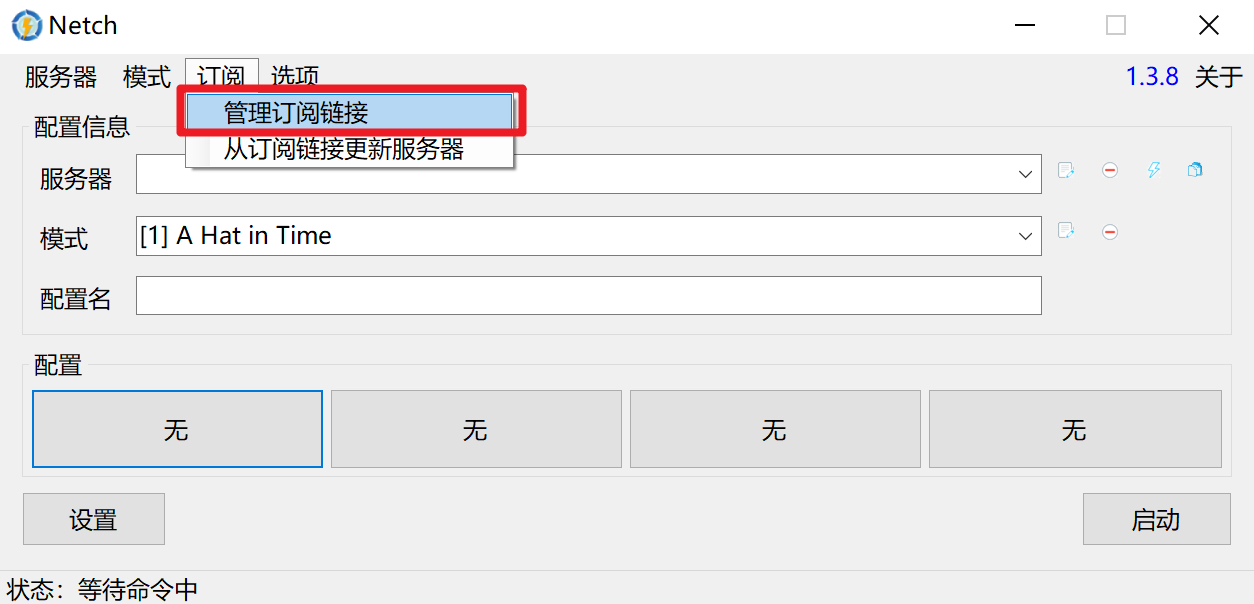 Netch
服务器 模式 订阅 选项 1.3.8 关于
管理订阅链接
配置信息
从订阅链接更新服务器
服务器
模式 [1] A Hat in Time
配置名
配置
无 无 无 无
设置 启动
状态：等待命令中